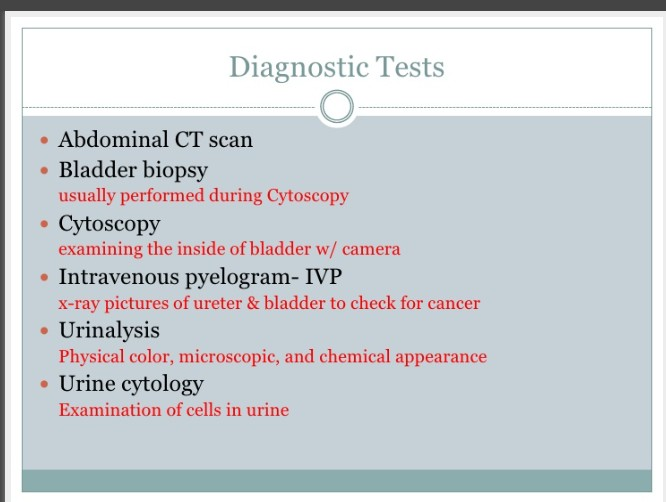 Diagnostic Tests
• Abdominal CT scan
• Bladder biopsy
usually performed during Cytoscopy
• Cytoscopy
examining the inside of bladder w/ camera
• Intravenous pyelogram- IVP
x-ray pictures of ureter & bladder to check for cancer
• Urinalysis
Physical color, microscopic, and chemical appearance
• Urine cytology
Examination of cells in urine